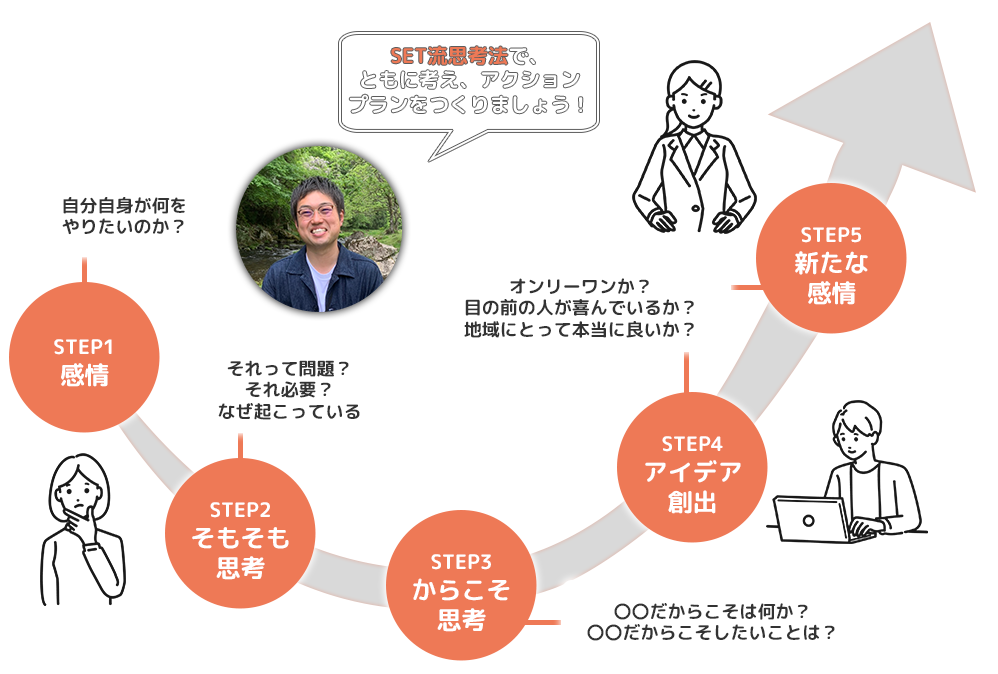 SET流思考法で、
ともに考え、アクション
プランをつくりましょう！
自分自身が何を
やりたいのか？
STEP1
感情
それって問題？
それ必要？
なぜ起こっている
STEP2
そもそも
思考
STEP3
からこそ
思考
〇〇だからこそは何か？
〇〇だからこそしたいことは？
オンリーワンか？
目の前の人が喜んでいるか？
地域にとって本当に良いか？
STEP4
アイデア
創出
STEP5
新たな
感情